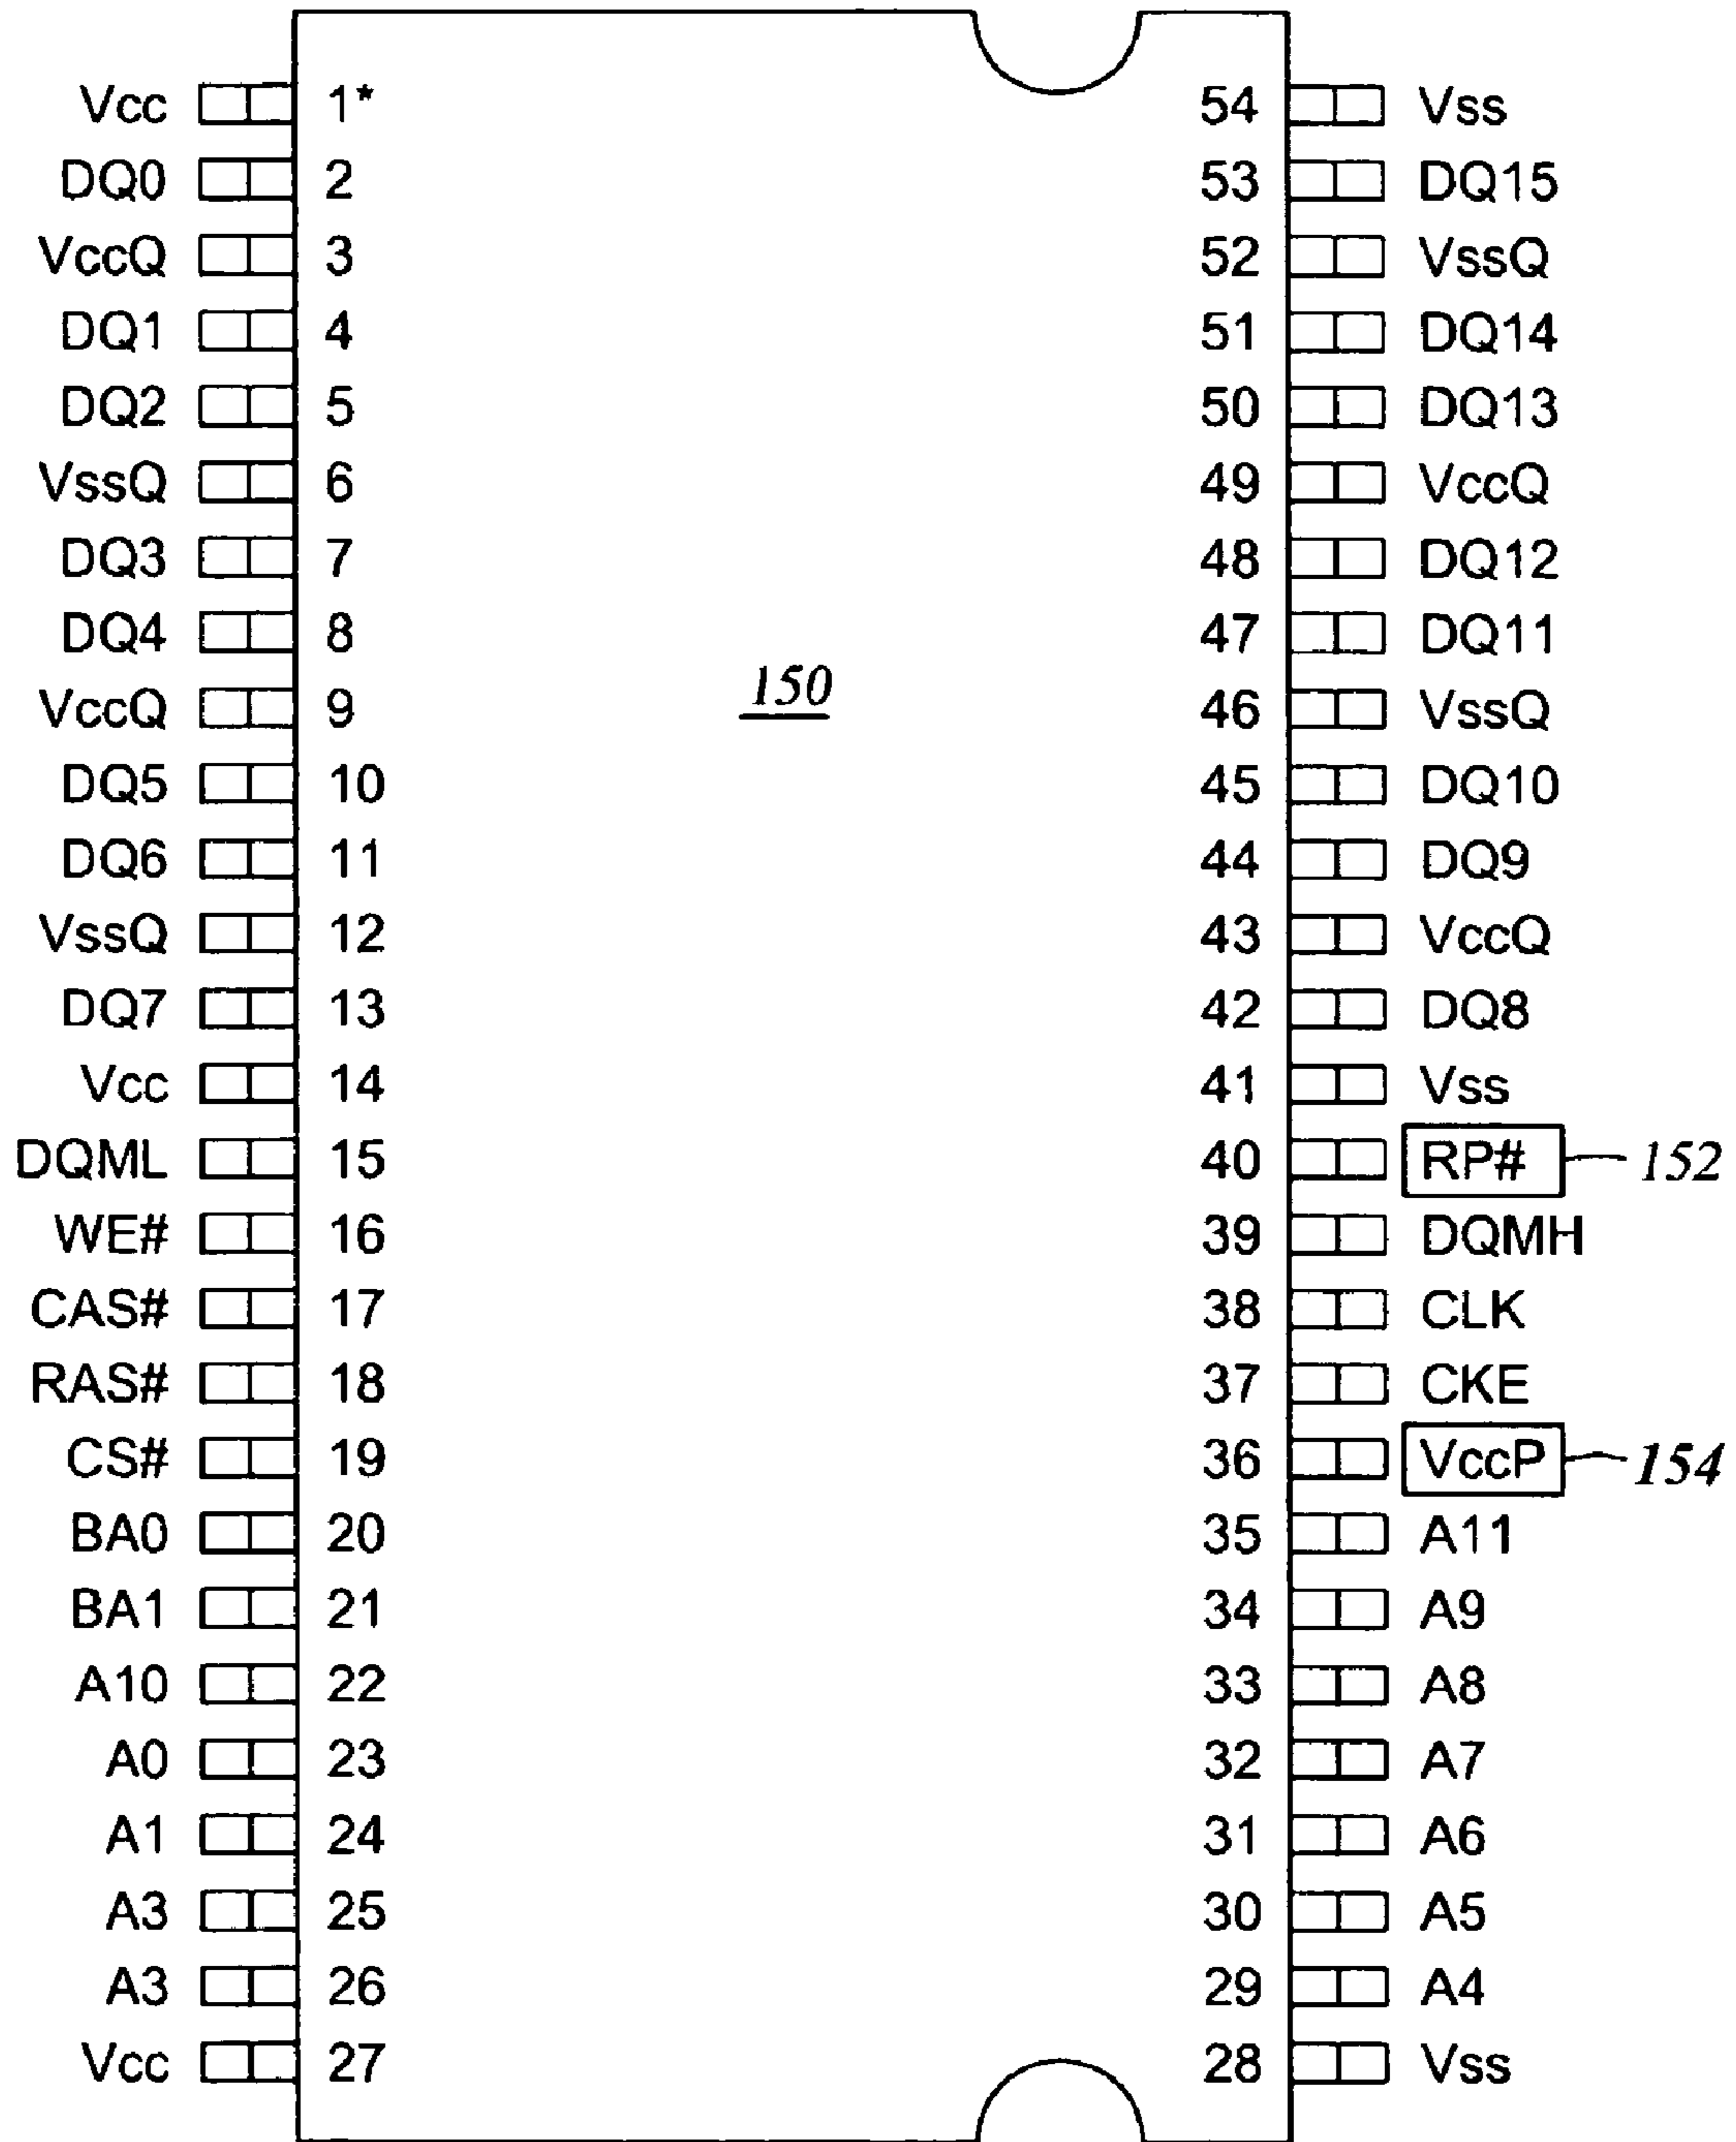 Vcc 1* 54 Vss
DQ0 2 53 DQ15
VccQ 3 52 VssQ
DQ1 4 51 DQ14
DQ2 5 50 DQ13
VssQ 6 49 VccQ
DQ3 7 48 DQ12
DQ4 8 47 DQ11
VccQ 9 150 46 VssQ
DQ5 10 45 DQ10
DQ6 11 44 DQ9
VssQ 12 43 VccQ
DQ7 13 42 DQ8
Vcc 14 41 Vss
DQML 15 40 RP# 152
WE# 16 39 DQMH
CAS# 17 38 CLK
RAS# 18 37 CKE
CS# 19 36 VccP 154
BA0 20 35 A11
BA1 21 34 A9
A10 22 33 A8
A0 23 32 A7
A1 24 31 A6
A3 25 30 A5
A3 26 29 A4
Vcc 27 28 Vss